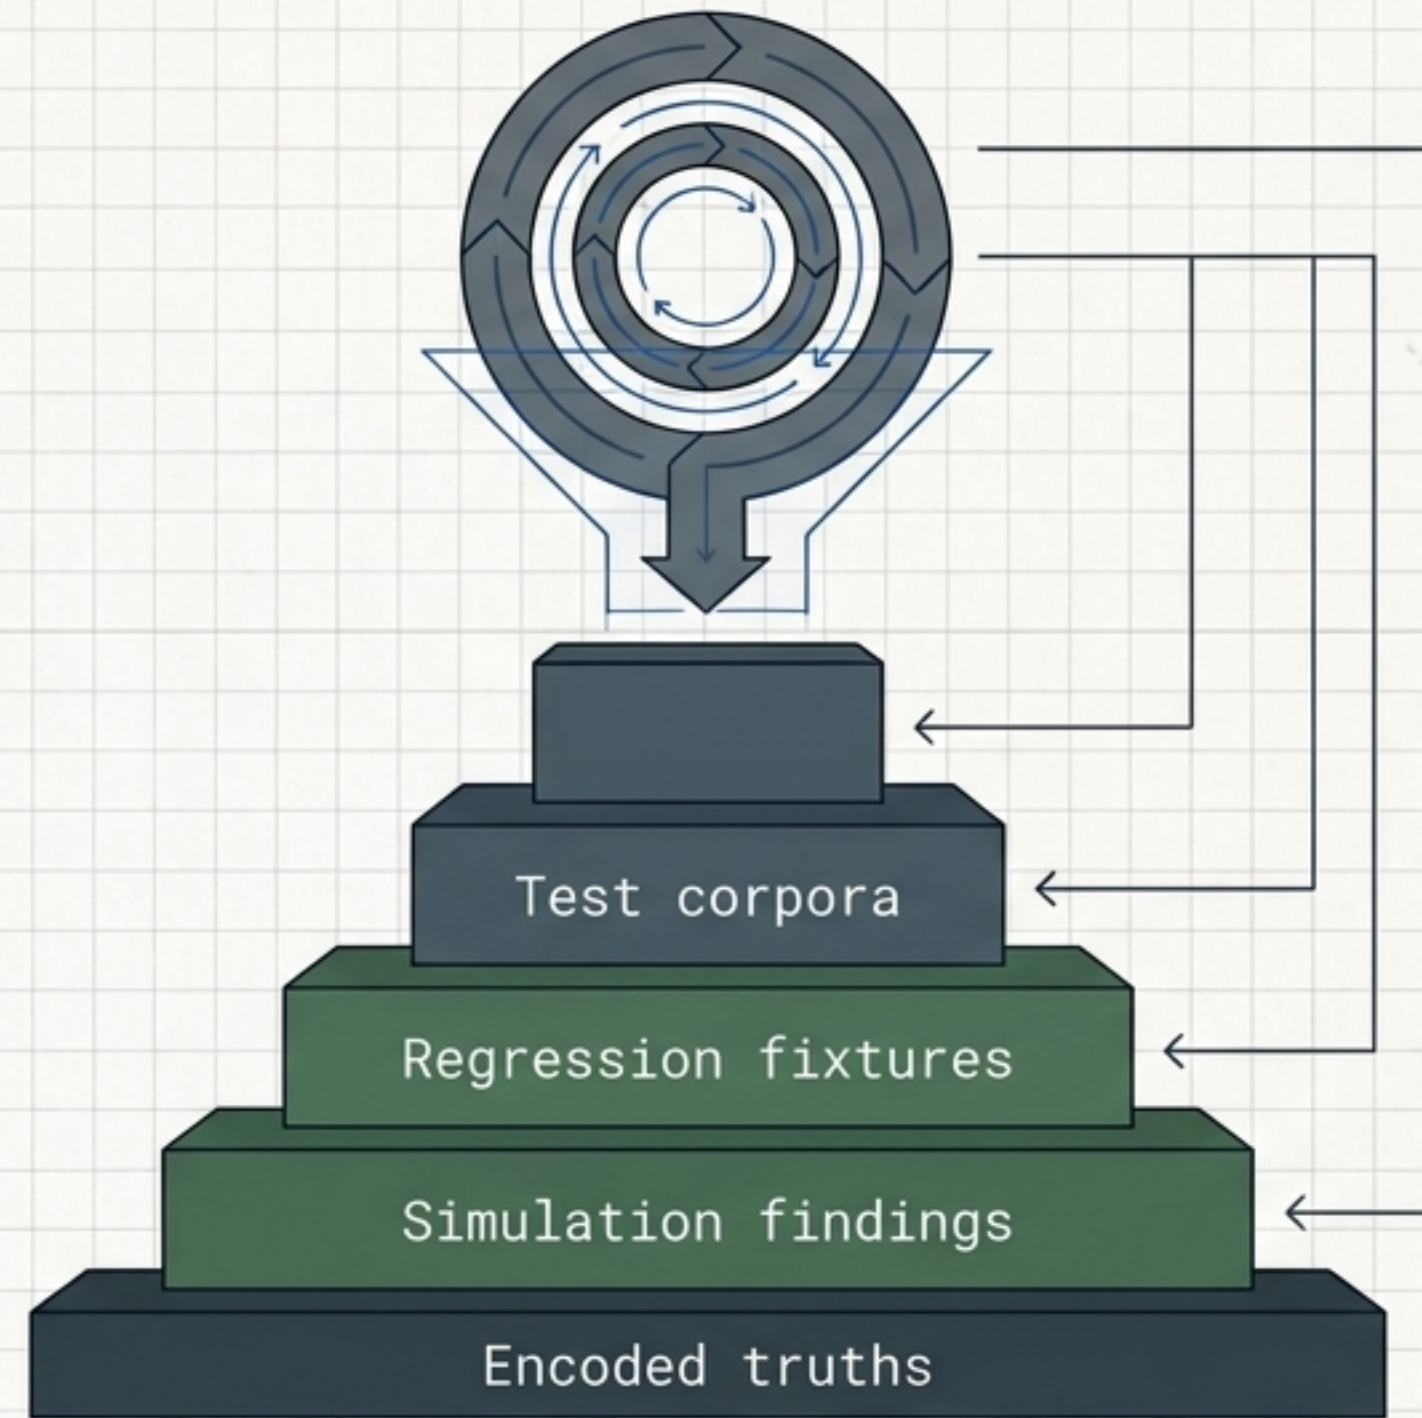 Test corpora
Regression fixtures
Simulation findings
Encoded truths